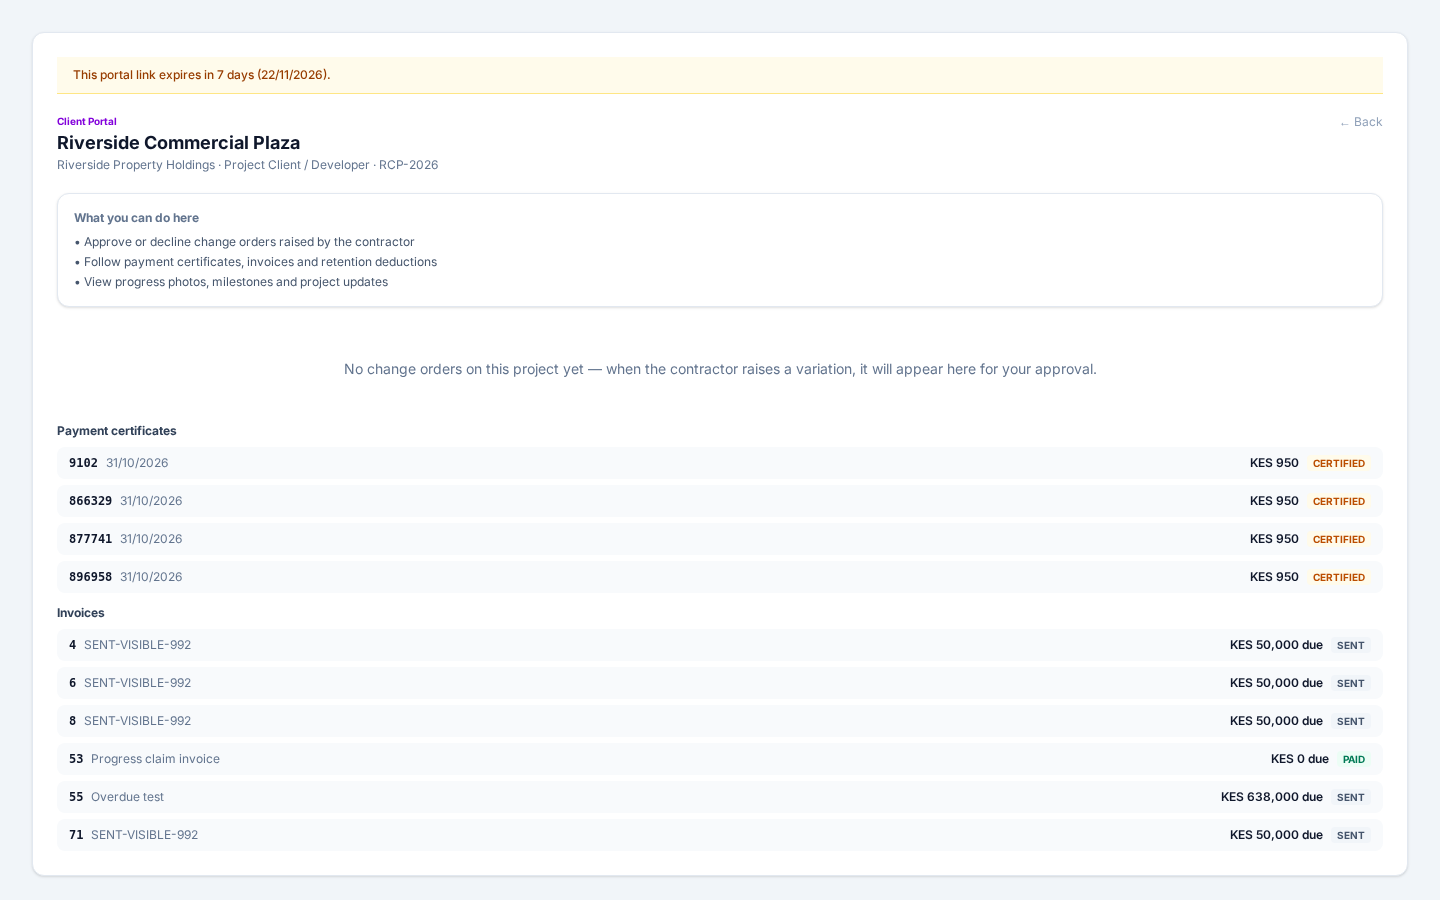 This portal link expires in 7 days (22/11/2026).
Client Portal
← Back
Riverside Commercial Plaza
Riverside Property Holdings · Project Client / Developer · RCP-2026
What you can do here
• Approve or decline change orders raised by the contractor
• Follow payment certificates, invoices and retention deductions
• View progress photos, milestones and project updates
No change orders on this project yet — when the contractor raises a variation, it will appear here for your approval.
Payment certificates
9102 31/10/2026 KES 950 CERTIFIED
866329 31/10/2026 KES 950 CERTIFIED
877741 31/10/2026 KES 950 CERTIFIED
896958 31/10/2026 KES 950 CERTIFIED
Invoices
4 SENT-VISIBLE-992 KES 50,000 due SENT
6 SENT-VISIBLE-992 KES 50,000 due SENT
8 SENT-VISIBLE-992 KES 50,000 due SENT
53 Progress claim invoice KES 0 due PAID
55 Overdue test KES 638,000 due SENT
71 SENT-VISIBLE-992 KES 50,000 due SENT